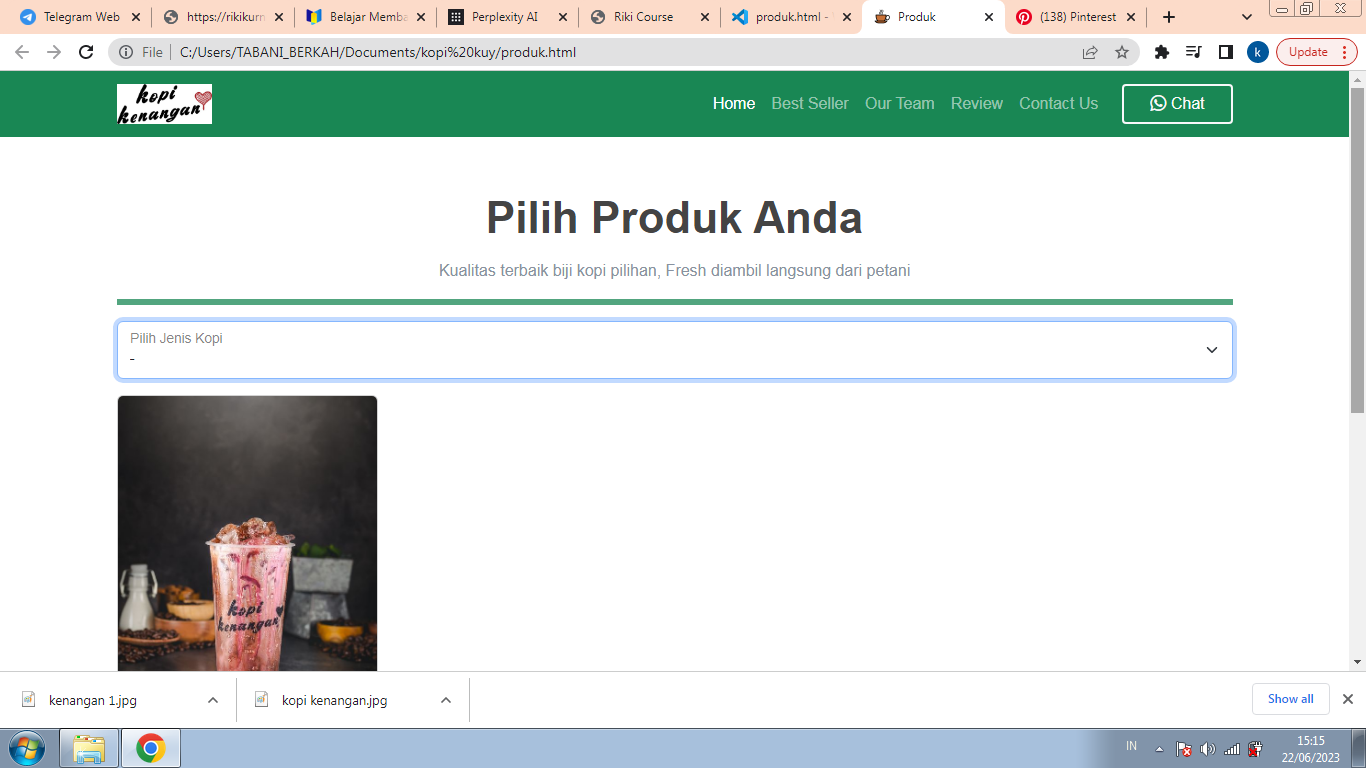 Telegram Web
https://rikikurn
Belajar Memba
Perplexity AI
Riki Course
produk.html -
Produk
(138) Pinterest
File
C:/Users/TABANI_BERKAH/Documents/kopi%20kuy/produk.html
k
Update
kopi
kenangan
Home
Best Seller
Our Team
Review
Contact Us
Chat
Pilih Produk Anda
Kualitas terbaik biji kopi pilihan, Fresh diambil langsung dari petani
Pilih Jenis Kopi
-
kopi
kenangan
kenangan 1.jpg
kopi kenangan.jpg
Show all
IN
15:15
22/06/2023